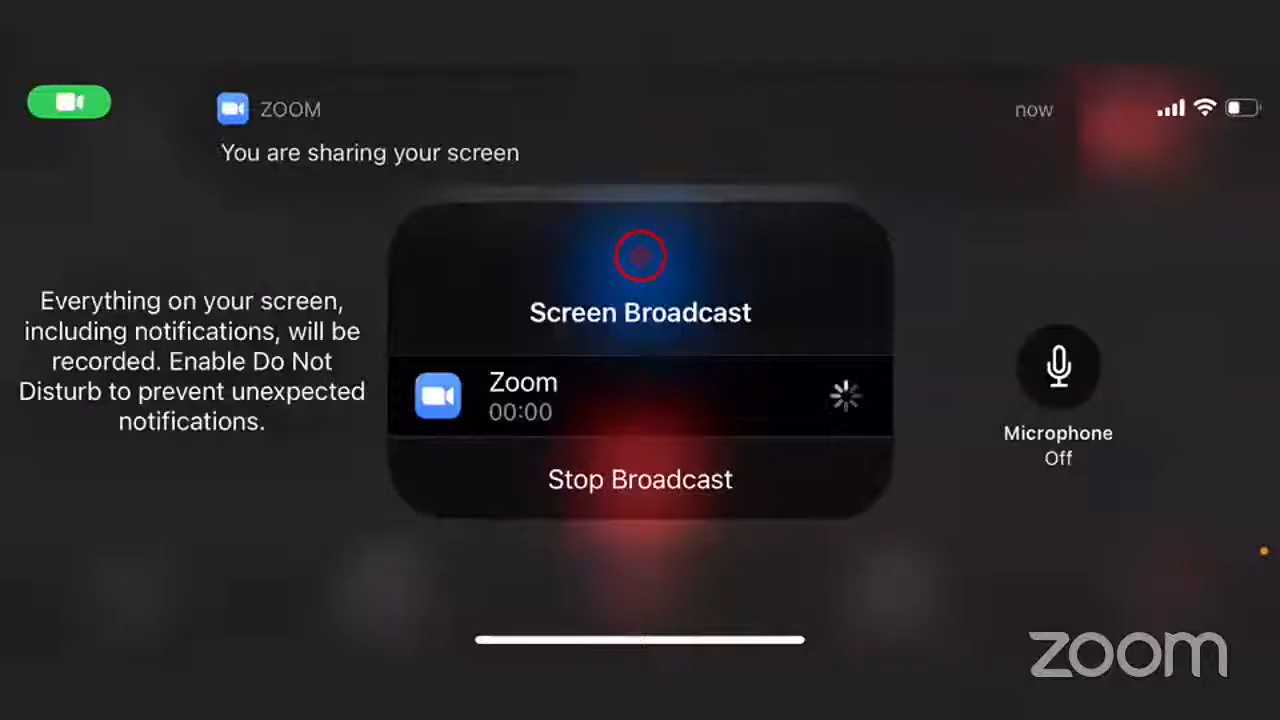 ZOOM
now
You are sharing your screen
Everything on your screen,
including notifications, will be
recorded. Enable Do Not
Disturb to prevent unexpected
notifications.
Screen Broadcast
Zoom
00:00
Stop Broadcast
Microphone
Off
zoom